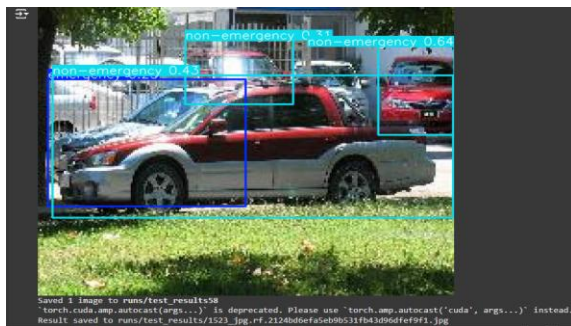 non-emergency 0.31
non-emergency 0.64
non-emergency 0.43
Saved 1 image to runs/test_results58
`torch.cuda.amp.autocast(args...)` is deprecated. Please use `torch.amp.autocast('cuda', args...)` instead.
Result saved to runs/test_results/1523_jpg.rf.2124bd6efa5eb9b531fb43d96dfef9f1.jpg